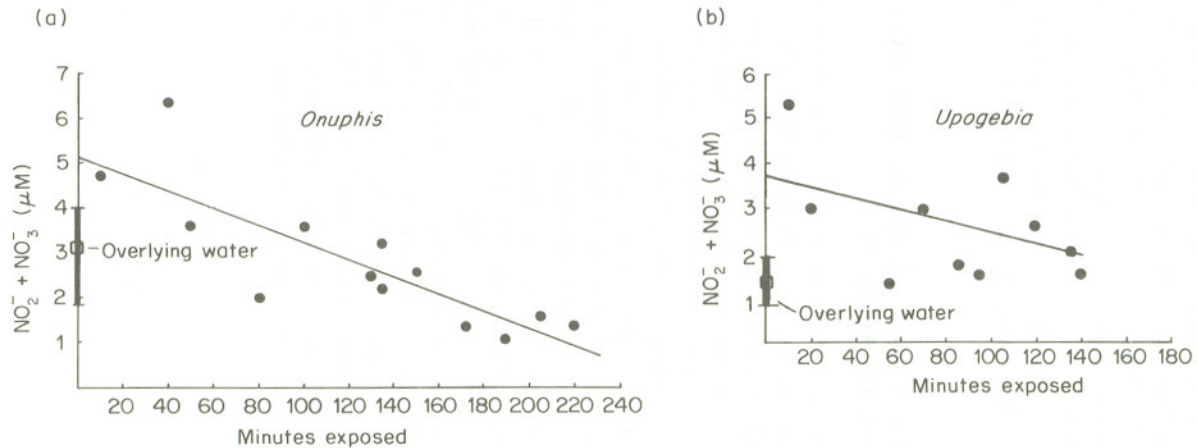 (a)
Onuphis
NO₂⁻ + NO₃⁻ (μM)
7
6
5
4
3
2
1
Overlying water
20 40 60 80 100 120 140 160 180 200 220 240
Minutes exposed
(b)
Upogebia
NO₂⁻ + NO₃⁻ (μM)
6
5
4
3
2
1
Overlying water
20 40 60 80 100 120 140 160 180
Minutes exposed